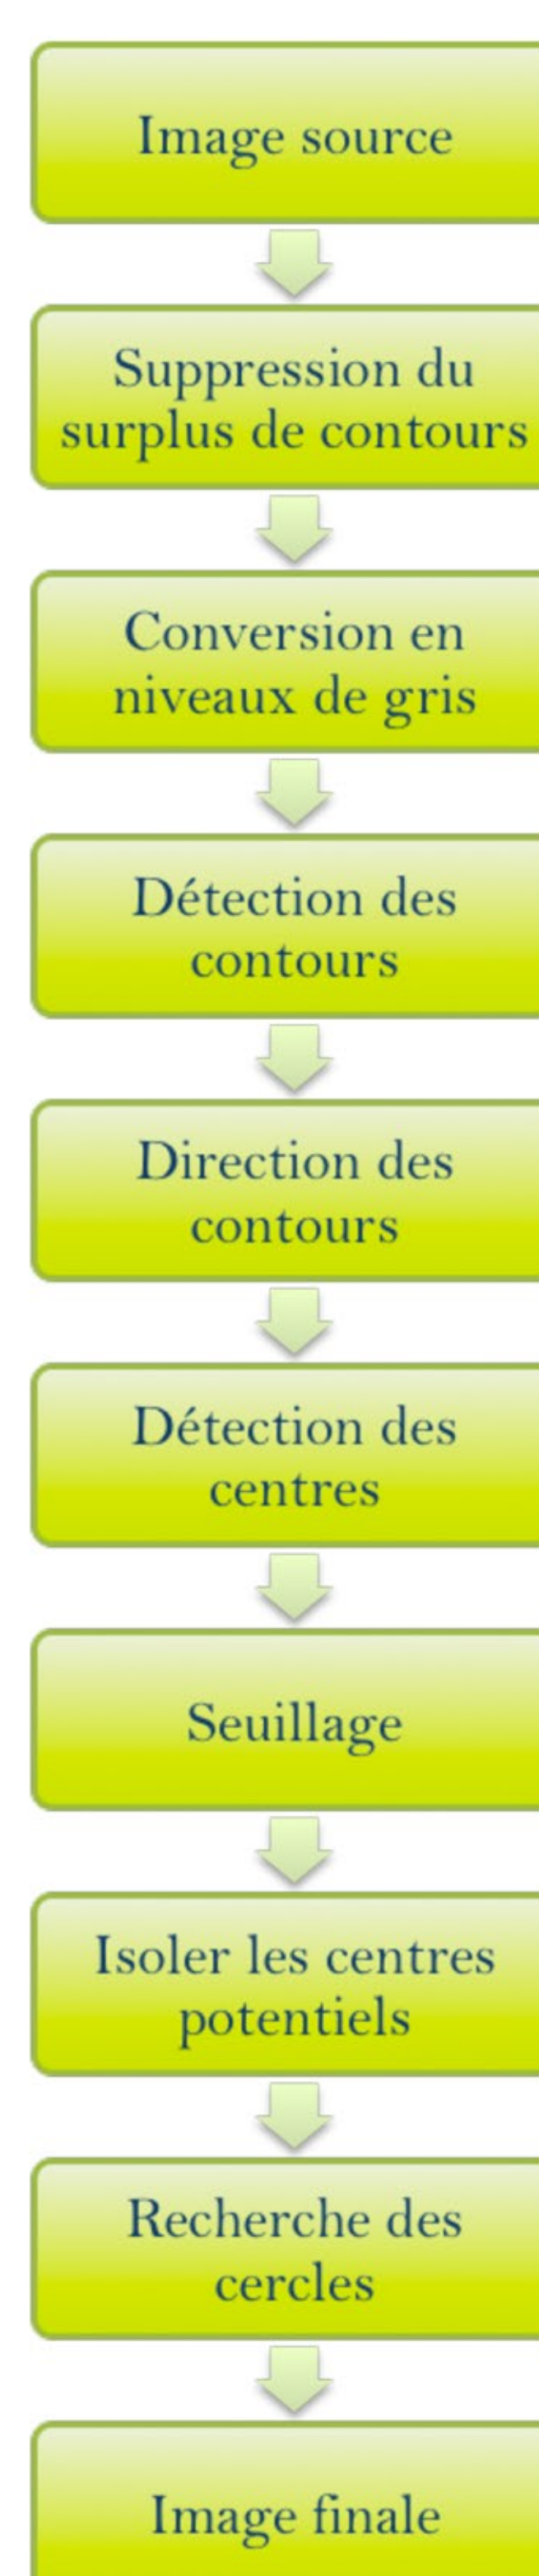 Image source
Suppression du
surplus de contours
Conversion en
niveaux de gris
Détection des
contours
Direction des
contours
Détection des
centres
Seuillage
Isoler les centres
potentiels
Recherche des
cercles
Image finale